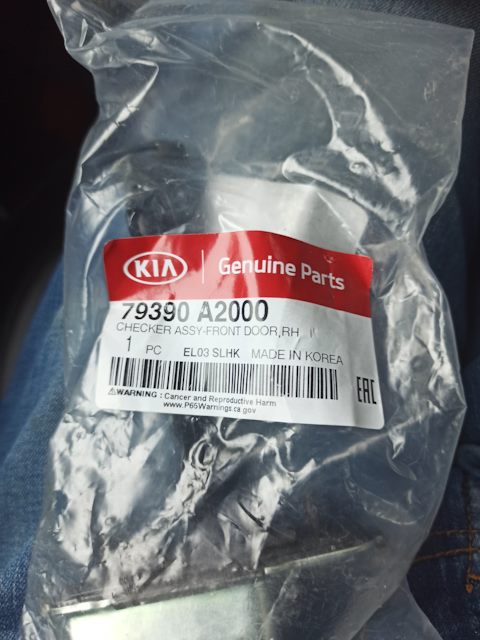 KIA Genuine Parts
79390 A2000
CHECKER ASSY-FRONT DOOR,RH
1 PC EL03 SLHK MADE IN KOREA
EAC
WARNING : Cancer and Reproductive Harm
www.P65Warnings.ca.gov